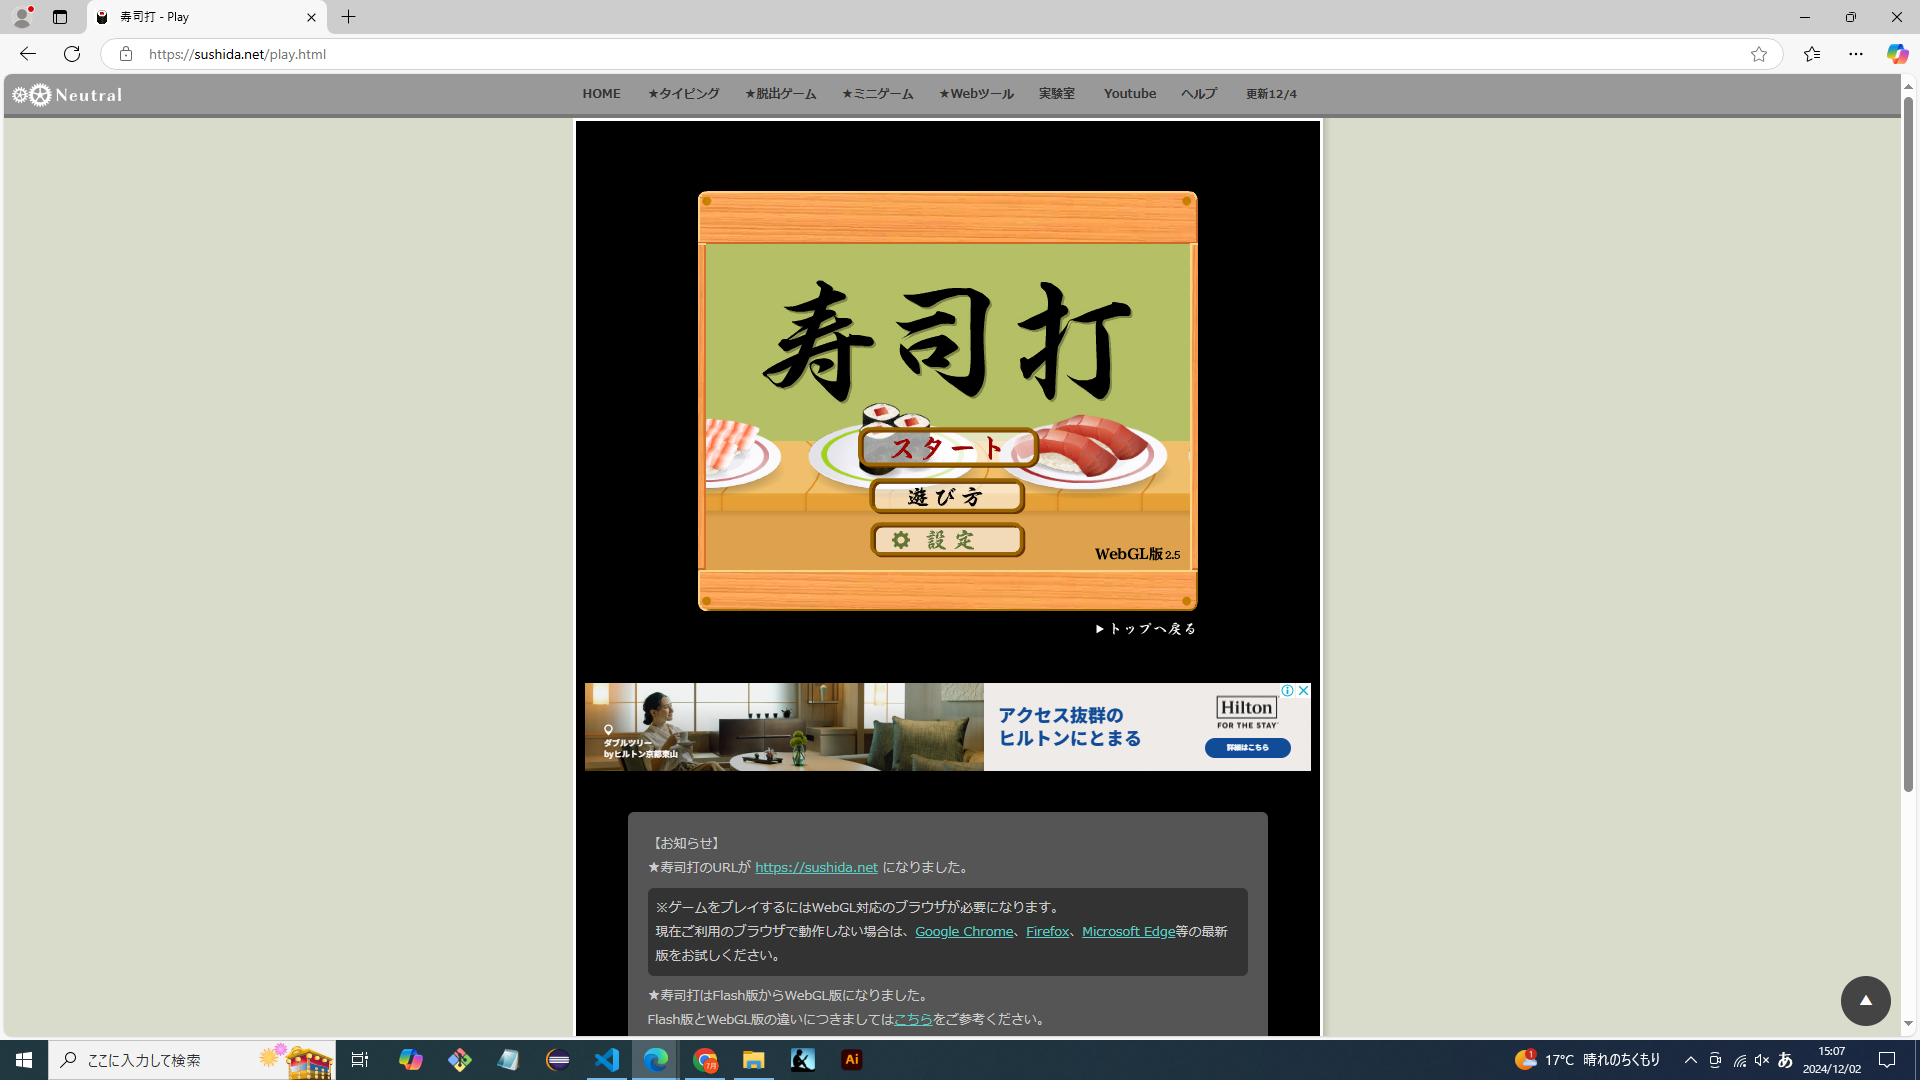 寿司打 - Play
https://sushida.net/play.html
Neutral
HOME ★タイピング ★脱出ゲーム ★ミニゲーム ★Webツール 実験室 Youtube ヘルプ 更新12/4
寿司打
スタート
遊び方
設定
WebGL版2.5
▶トップへ戻る
ダブルツリー
byヒルトン京都東山
アクセス抜群の
ヒルトンにとまる
Hilton
FOR THE STAY
詳細はこちら
【お知らせ】
★寿司打のURLが https://sushida.net になりました。
※ゲームをプレイするにはWebGL対応のブラウザが必要になります。
現在ご利用のブラウザで動作しない場合は、Google Chrome、Firefox、Microsoft Edge等の最新
版をお試しください。
★寿司打はFlash版からWebGL版になりました。
Flash版とWebGL版の違いにつきましてはこちらをご参考ください。
ここに入力して検索
7月
Ai
1
17°C 晴れのちくもり
あ
15:07
2024/12/02